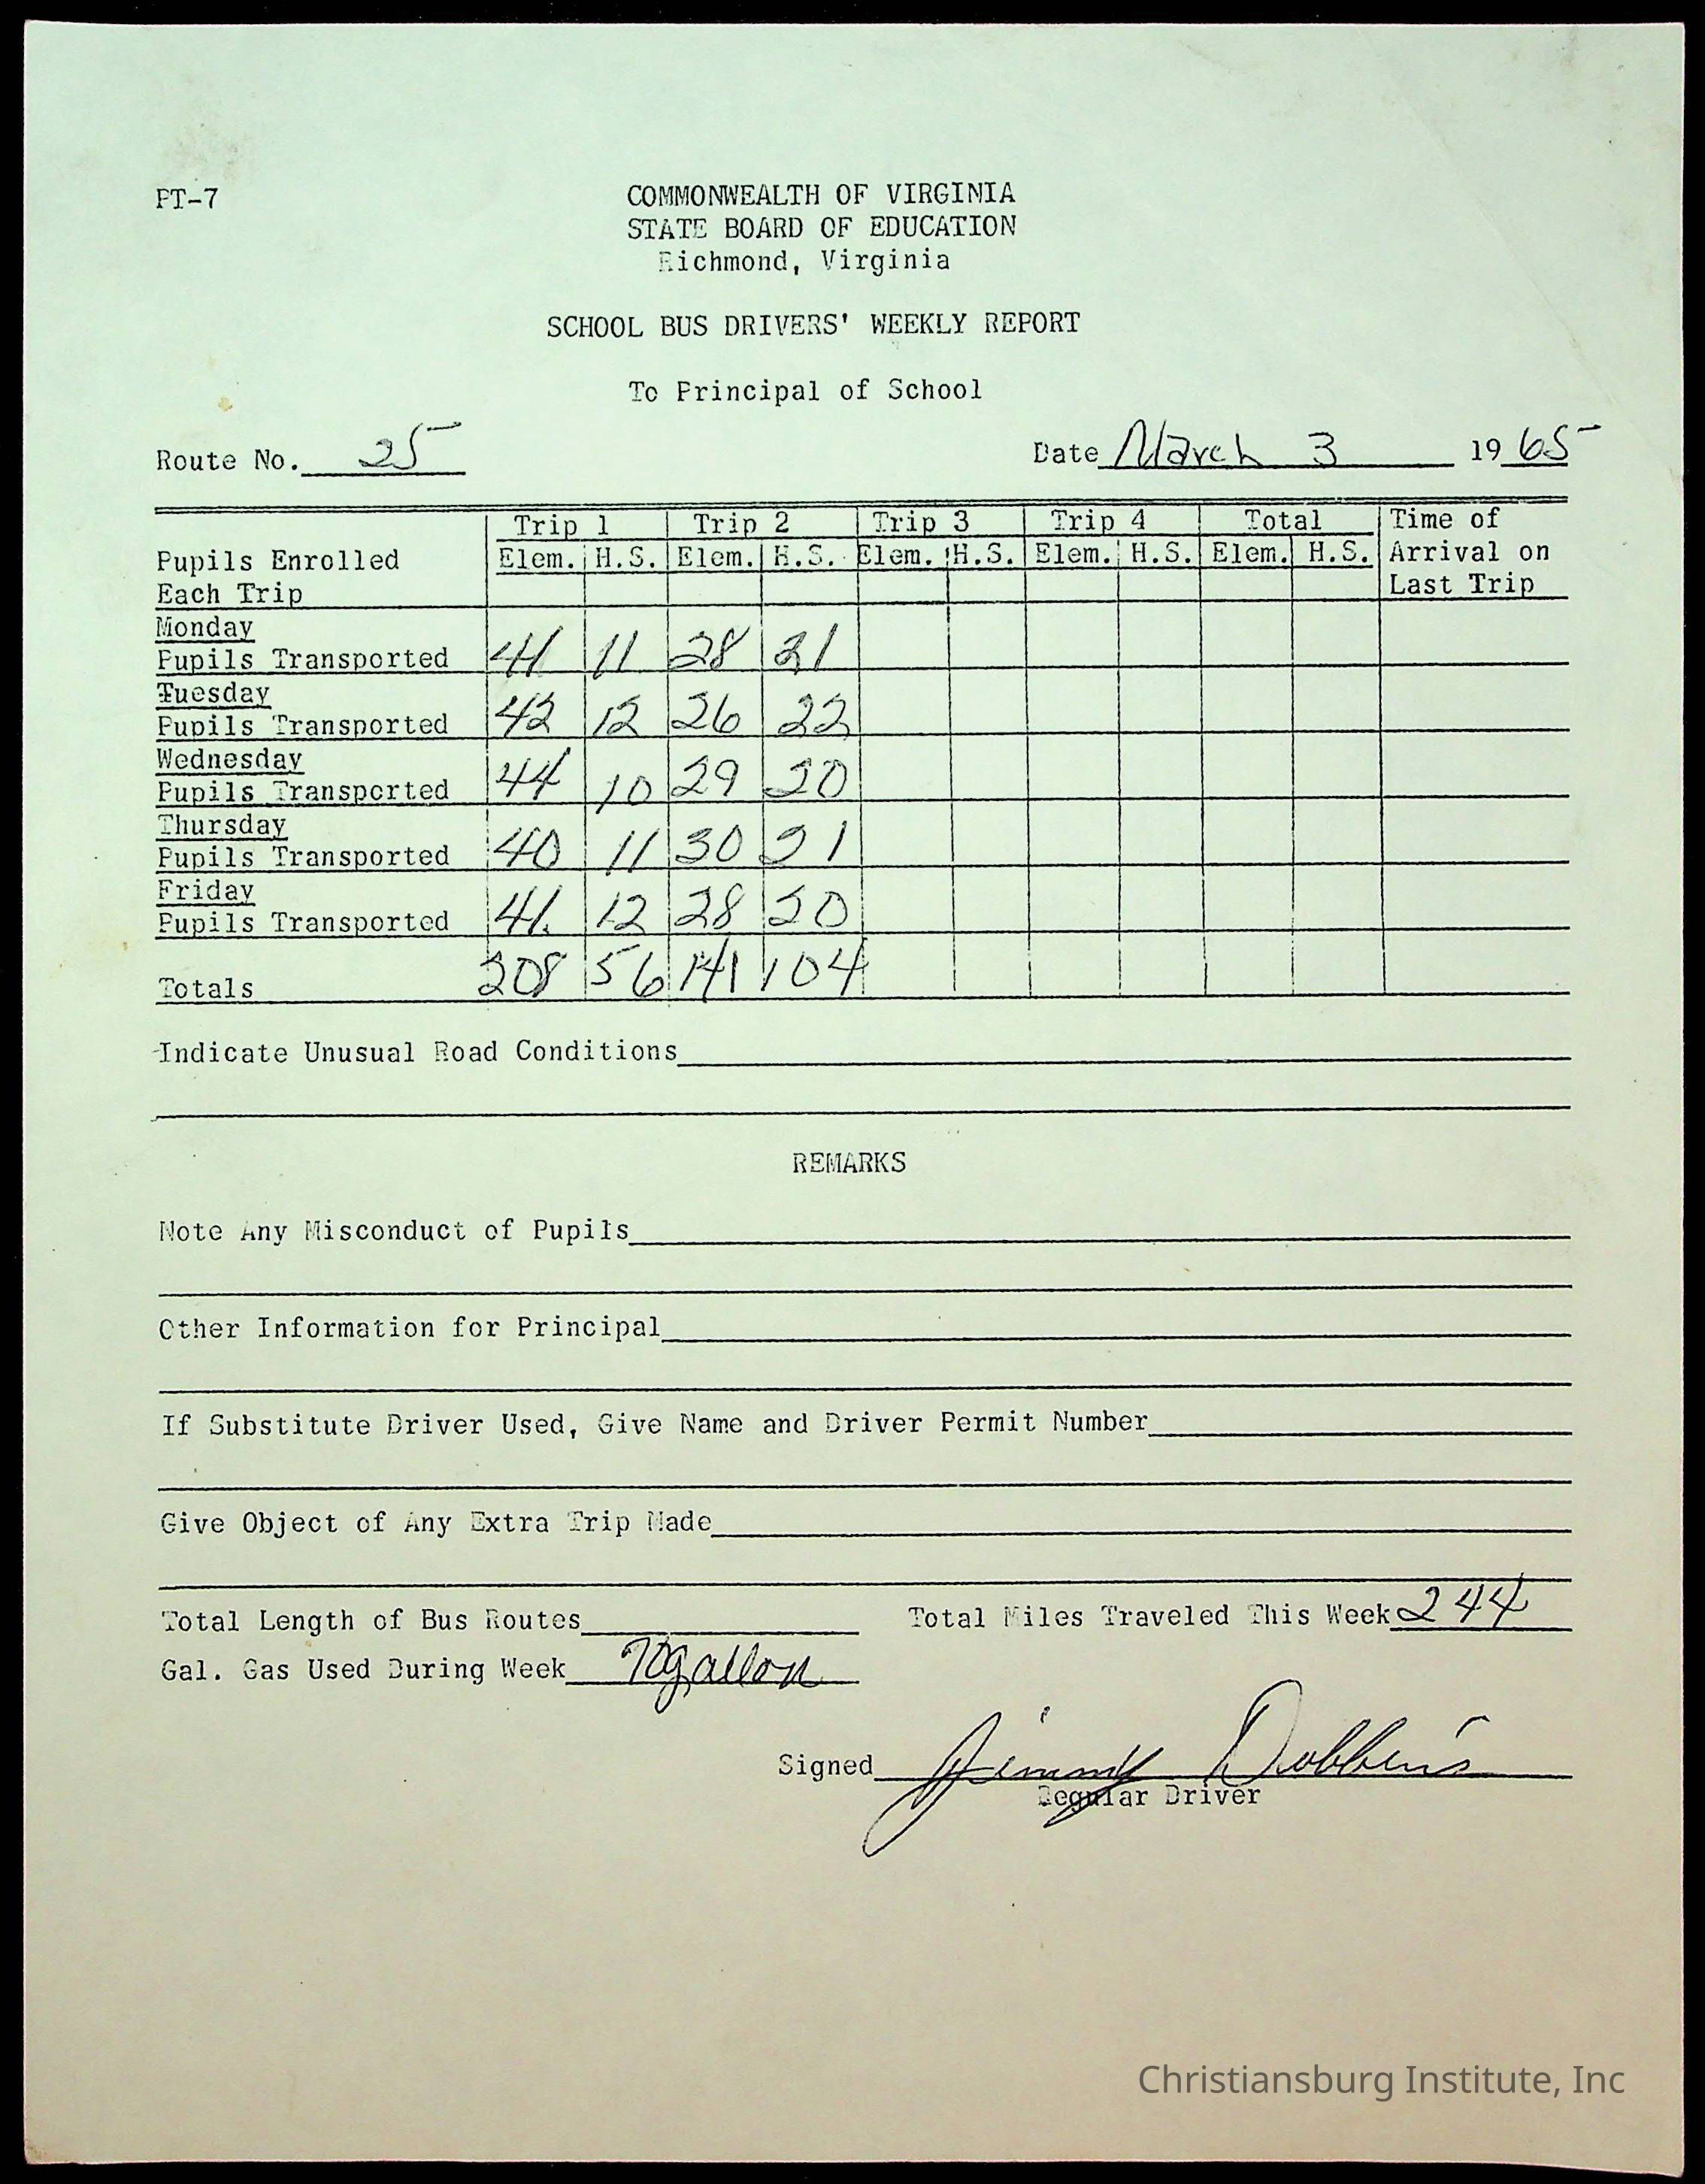 PT-7
COMMONWEALTH OF VIRGINIA
STATE BOARD OF EDUCATION
Richmond, Virginia
SCHOOL BUS DRIVERS' WEEKLY REPORT
To Principal of School
Route No. 25 Date March 3 1965
Trip 1 Trip 2 Trip 3 Trip 4 Total Time of
Pupils Enrolled Elem. H.S. Elem. H.S. Elem. H.S. Elem. H.S. Elem. H.S. Arrival on
Each Trip Last Trip
Monday
Pupils Transported 41 11 28 21
Tuesday
Pupils Transported 42 12 26 22
Wednesday
Pupils Transported 44 10 29 20
Thursday
Pupils Transported 40 11 30 21
Friday
Pupils Transported 41 12 28 20
Totals 208 56 141 104
Indicate Unusual Road Conditions
REMARKS
Note Any Misconduct of Pupils
Other Information for Principal
If Substitute Driver Used, Give Name and Driver Permit Number
Give Object of Any Extra Trip Made
Total Length of Bus Routes Total Miles Traveled This Week 244
Gal. Gas Used During Week gallon
Signed Jimmy Dobbins
Regular Driver
Christiansburg Institute, Inc